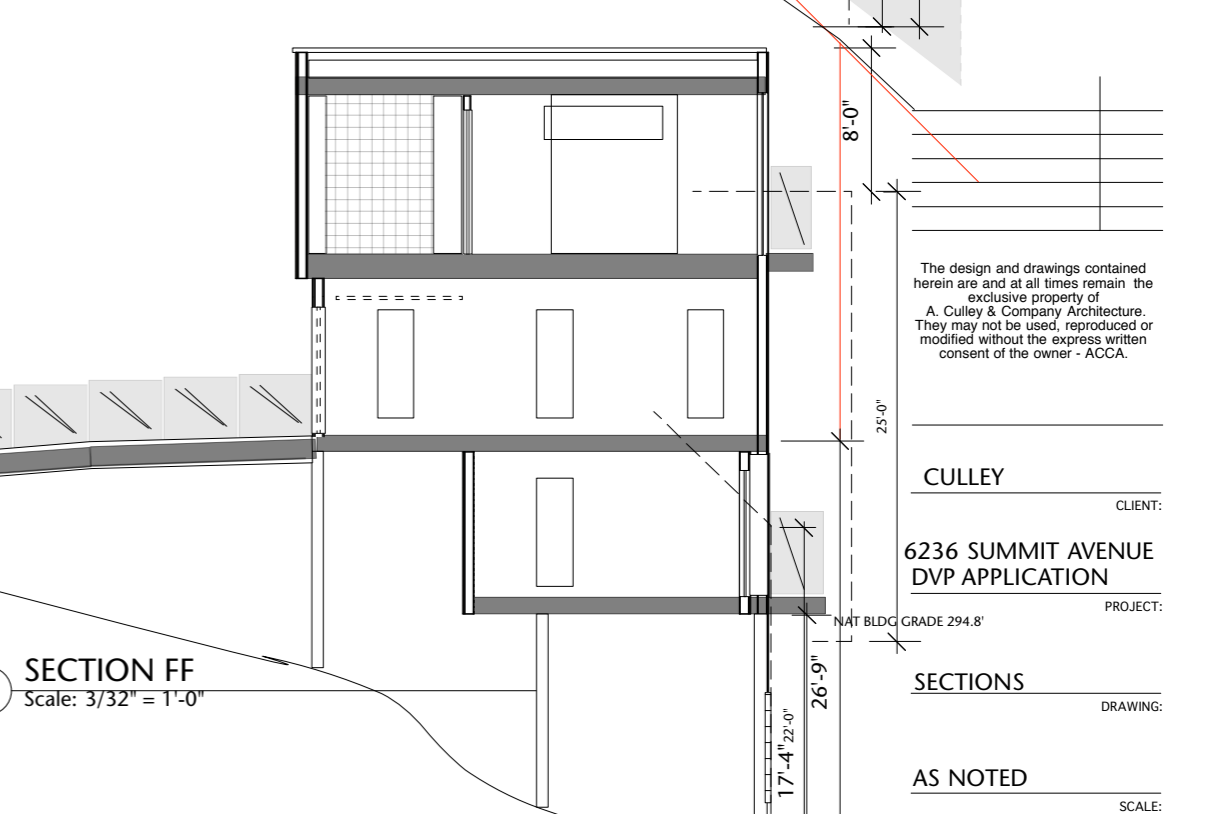 8'-0"
The design and drawings contained
herein are and at all times remain the
exclusive property of
A. Culley & Company Architecture.
They may not be used, reproduced or
modified without the express written
consent of the owner - ACCA.
25'-0"
CULLEY
CLIENT:
6236 SUMMIT AVENUE
DVP APPLICATION
PROJECT:
NAT BLDG GRADE 294.8'
SECTION FF
Scale: 3/32" = 1'-0"
26'-9"
SECTIONS
DRAWING:
17'-4"
22'-0"
AS NOTED
SCALE: